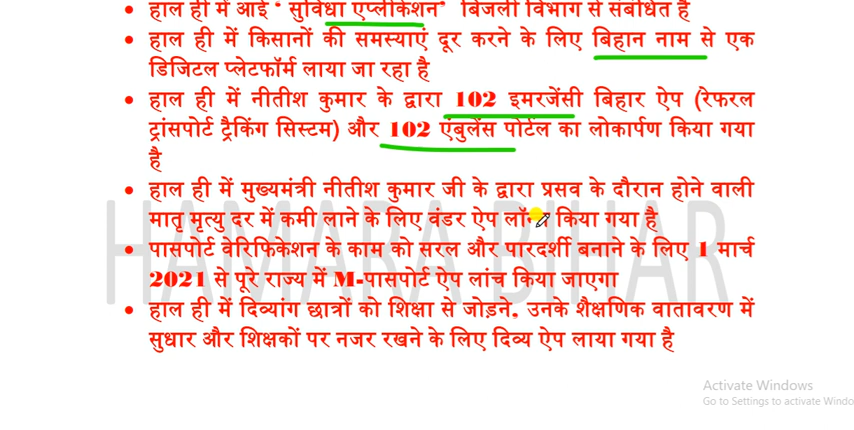 हाल ही में आई ‘ सुविधा एप्लीकेशन’ बिजली विभाग से संबंधित है
हाल ही में किसानों की समस्याएं दूर करने के लिए बिहान नाम से एक
डिजिटल प्लेटफॉर्म लाया जा रहा है
हाल ही में नीतीश कुमार के द्वारा 102 इमरजेंसी बिहार ऐप (रेफरल
ट्रांसपोर्ट ट्रैकिंग सिस्टम) और 102 एंबुलेंस पोर्टल का लोकार्पण किया गया
है
हाल ही में मुख्यमंत्री नीतीश कुमार जी के द्वारा प्रसव के दौरान होने वाली
मातृ मृत्यु दर में कमी लाने के लिए वंडर ऐप लॉन्च किया गया है
पासपोर्ट वेरिफिकेशन के काम को सरल और पारदर्शी बनाने के लिए 1 मार्च
2021 से पूरे राज्य में M-पासपोर्ट ऐप लांच किया जाएगा
हाल ही में दिव्यांग छात्रों को शिक्षा से जोड़ने, उनके शैक्षणिक वातावरण में
सुधार और शिक्षकों पर नजर रखने के लिए दिव्य ऐप लाया गया है
HAMARA BIHAR
Activate Windows
Go to Settings to activate Windo